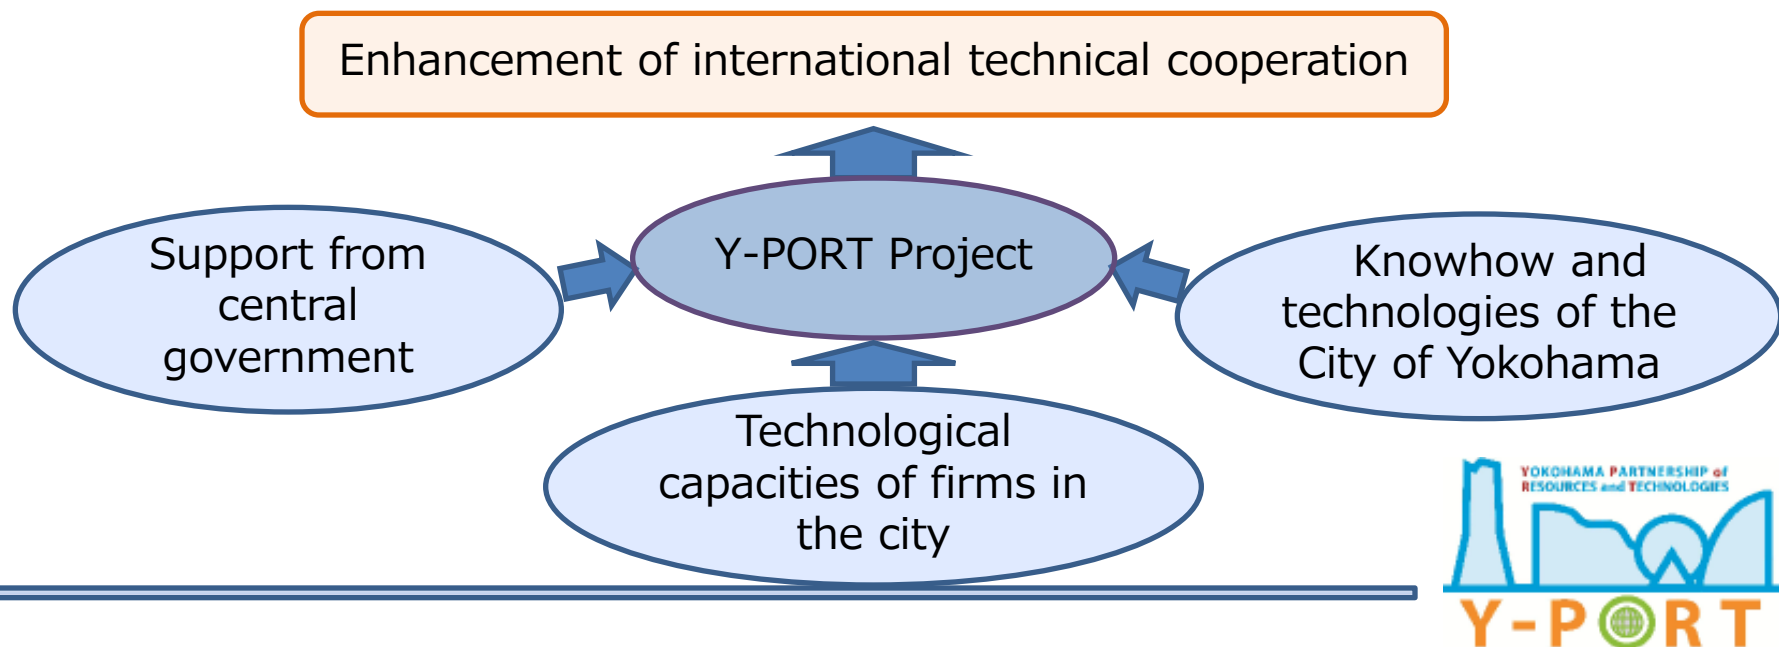 Enhancement of international technical cooperation
Support from
central
government
Y-PORT Project
Knowhow and
technologies of the
City of Yokohama
Technological
capacities of firms in
the city
YOKOHAMA PARTNERSHIP of
RESOURCES and TECHNOLOGIES
Y-PORT